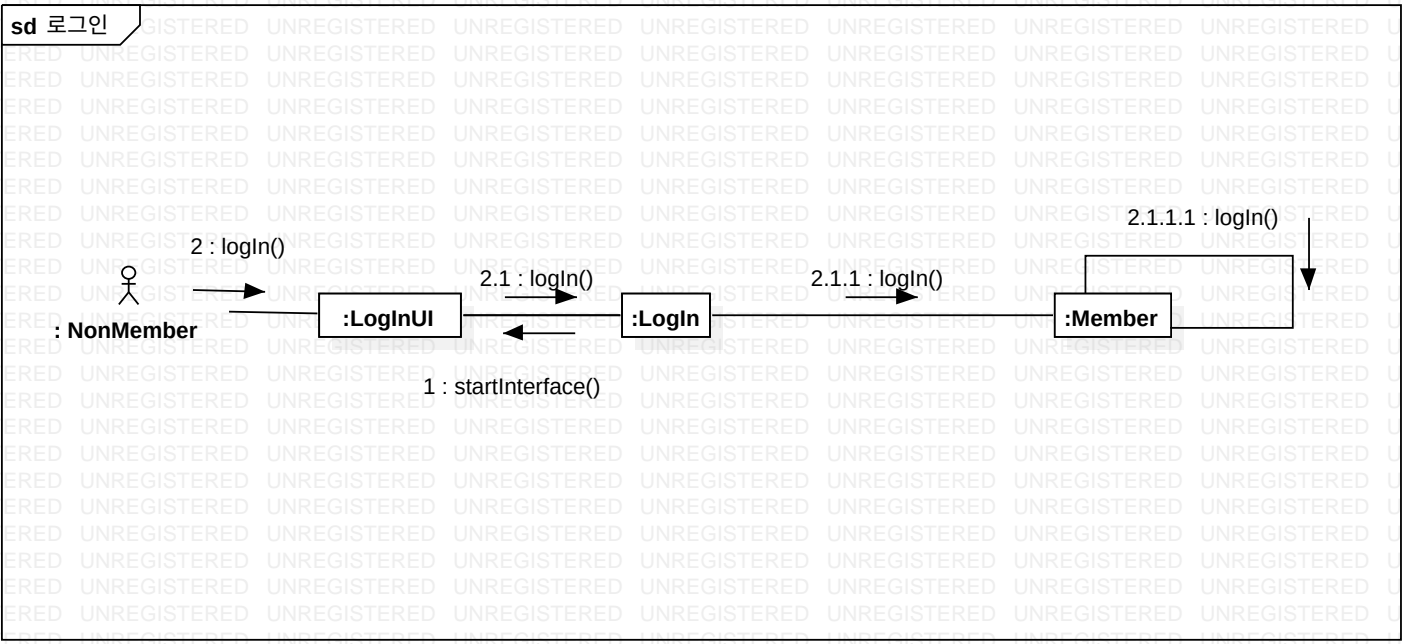 sd 로그인
2.1.1.1 : logIn()
2 : logIn()
2.1 : logIn()
2.1.1 : logIn()
: NonMember
:LogInUI
:LogIn
:Member
1 : startInterface()
UNREGISTERED